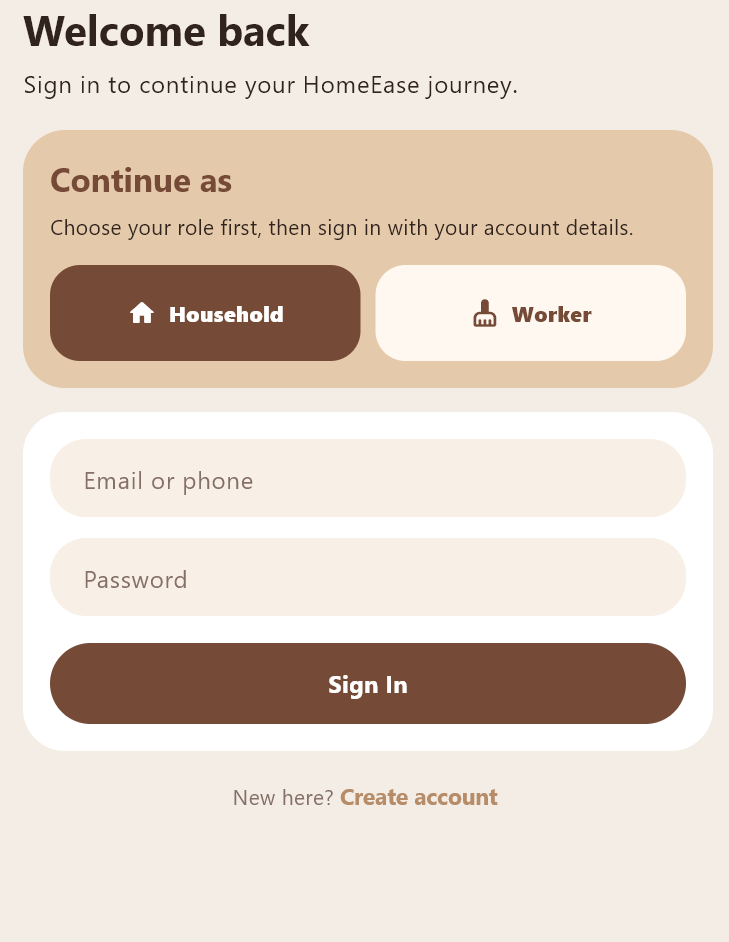 Welcome back
Sign in to continue your HomeEase journey.
Continue as
Choose your role first, then sign in with your account details.
Household
Worker
Email or phone
Password
Sign In
New here? Create account